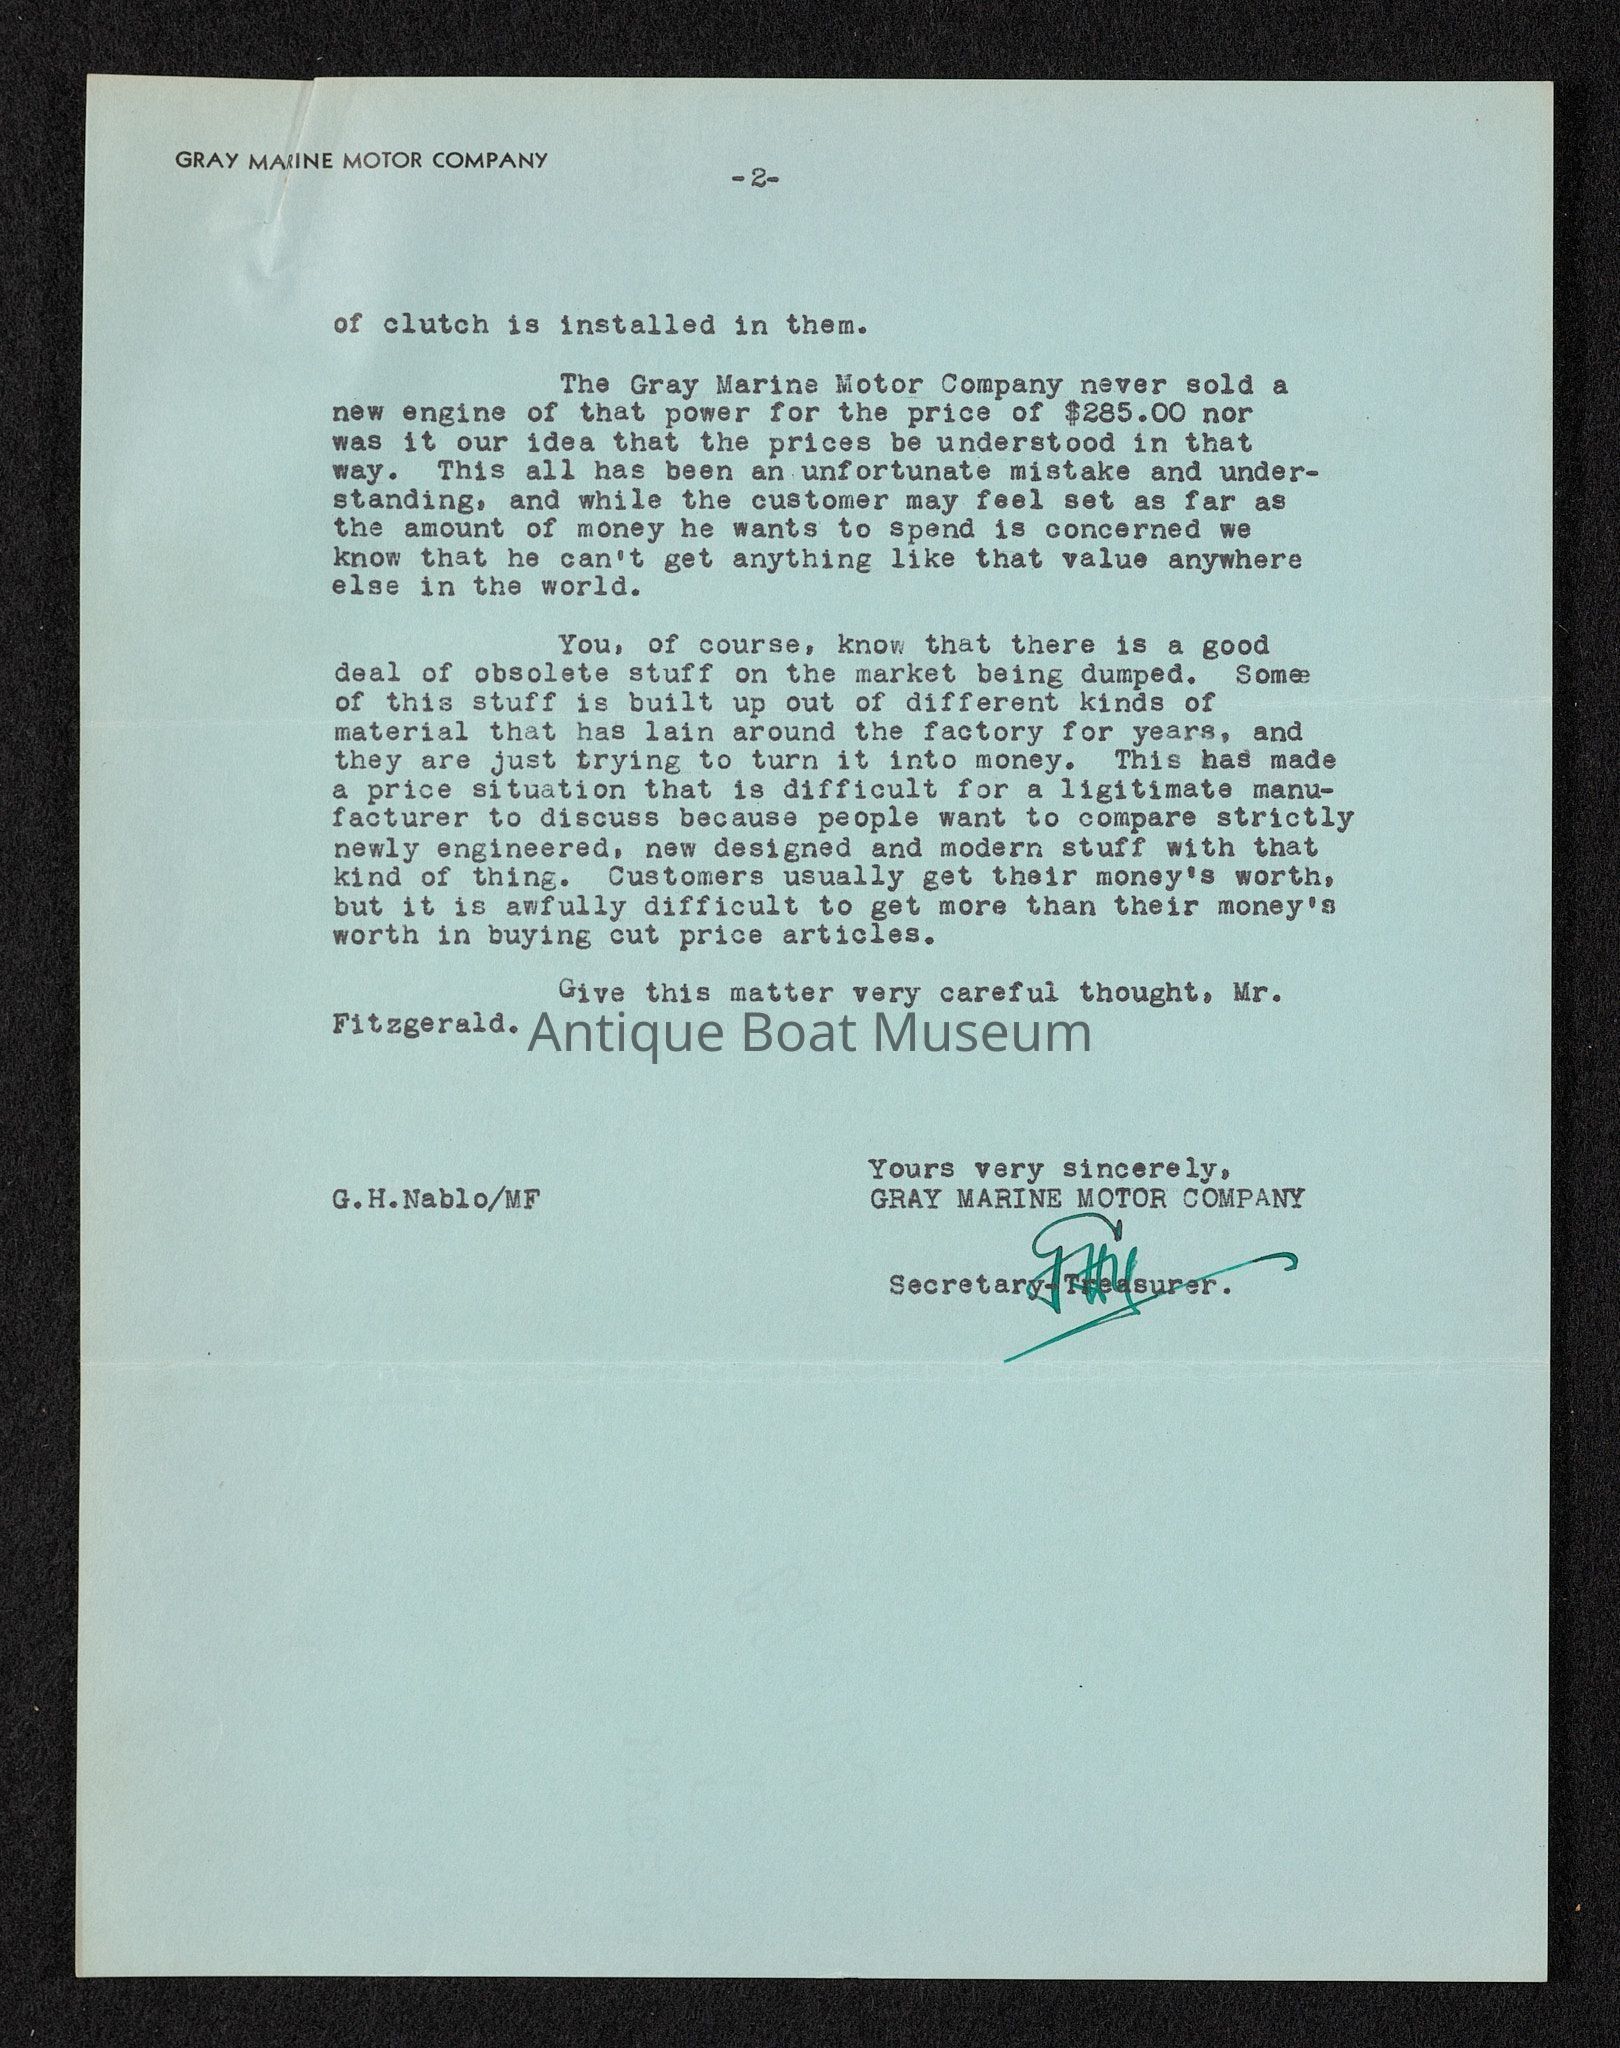 GRAY MARINE MOTOR COMPANY
-2-
of clutch is installed in them.
The Gray Marine Motor Company never sold a
new engine of that power for the price of $285.00 nor
was it our idea that the prices be understood in that
way. This all has been an unfortunate mistake and under-
standing, and while the customer may feel set as far as
the amount of money he wants to spend is concerned we
know that he can't get anything like that value anywhere
else in the world.
You, of course, know that there is a good
deal of obsolete stuff on the market being dumped. Somee
of this stuff is built up out of different kinds of
material that has lain around the factory for years, and
they are just trying to turn it into money. This has made
a price situation that is difficult for a ligitimate manu-
facturer to discuss because people want to compare strictly
newly engineered, new designed and modern stuff with that
kind of thing. Customers usually get their money's worth,
but it is awfully difficult to get more than their money's
worth in buying cut price articles.
Give this matter very careful thought, Mr.
Fitzgerald.
Antique Boat Museum
Yours very sincerely,
G.H.Nablo/MF
GRAY MARINE MOTOR COMPANY
GHN
Secretary-Treasurer.